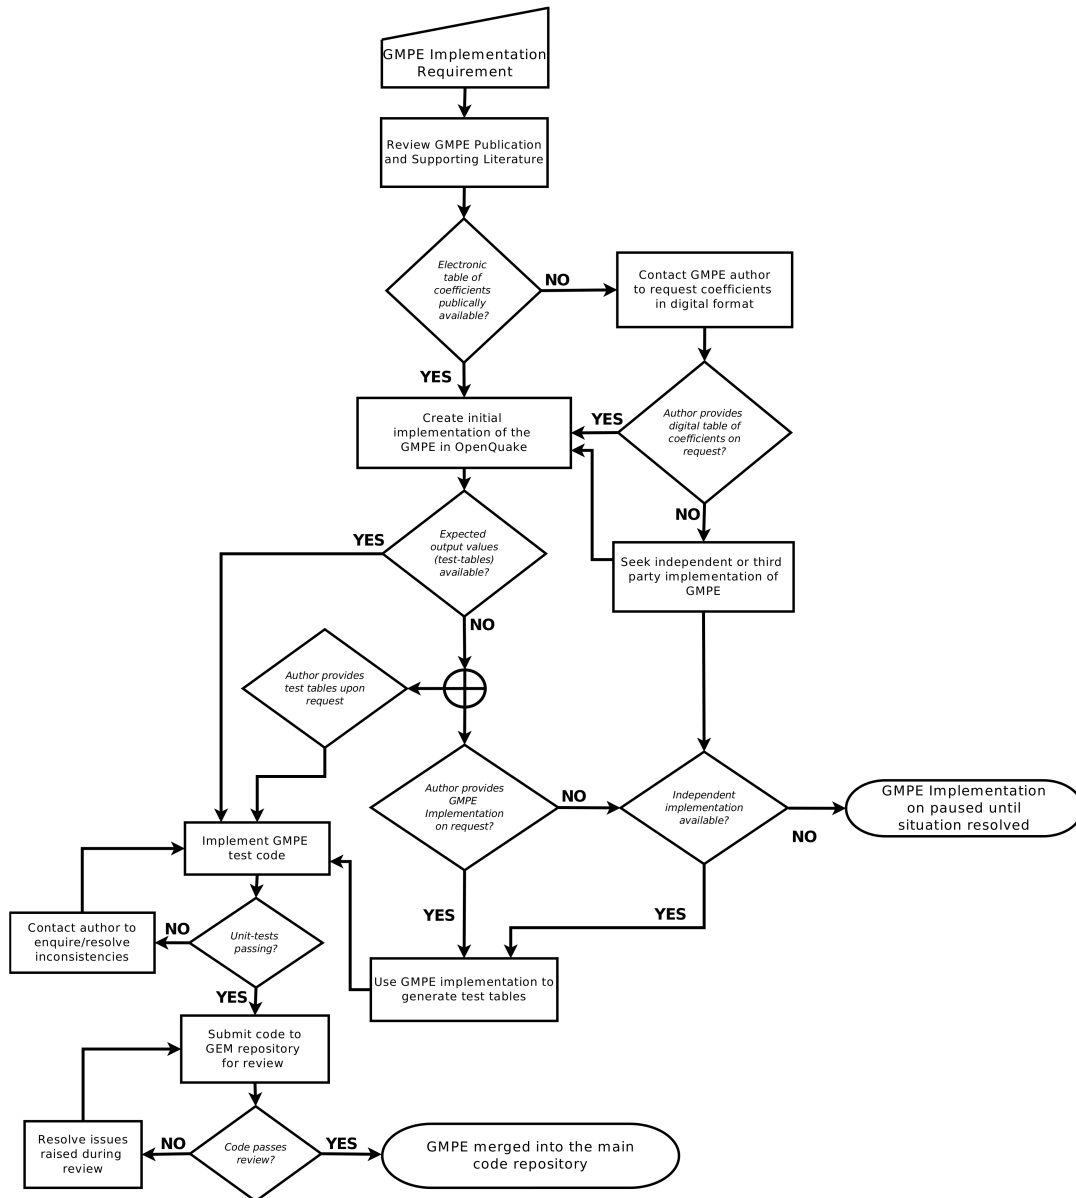 GMPE Implementation
Requirement
Review GMPE Publication
and Supporting Literature
Electronic
table of
coefficients
publically
available?
NO
Contact GMPE author
to request coefficients
in digital format
YES
Create initial
implementation of the
GMPE in OpenQuake
YES
Author provides
digital table of
coefficients on
request?
NO
Seek independent or third
party implementation of
GMPE
YES
Expected
output values
(test-tables)
available?
NO
Author provides
test tables upon
request
Author provides
GMPE
Implementation
on request?
NO
Independent
implementation
available?
NO
GMPE Implementation
on paused until
situation resolved
YES
YES
Use GMPE implementation to
generate test tables
Implement GMPE
test code
Unit-tests
passing?
NO
Contact author to
enquire/resolve
inconsistencies
YES
Submit code to
GEM repository
for review
Code passes
review?
NO
Resolve issues
raised during
review
YES
GMPE merged into the main
code repository